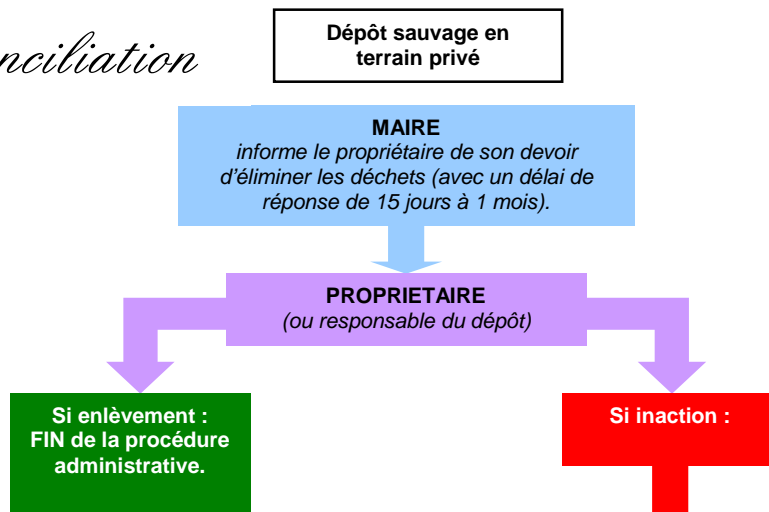 Dépôt sauvage en
terrain privé
nciliation
MAIRE
informe le propriétaire de son devoir
d'éliminer les déchets (avec un délai de
réponse de 15 jours à 1 mois).
PROPRIETAIRE
(ou responsable du dépôt)
Si enlèvement :
FIN de la procédure
administrative.
Si inaction :